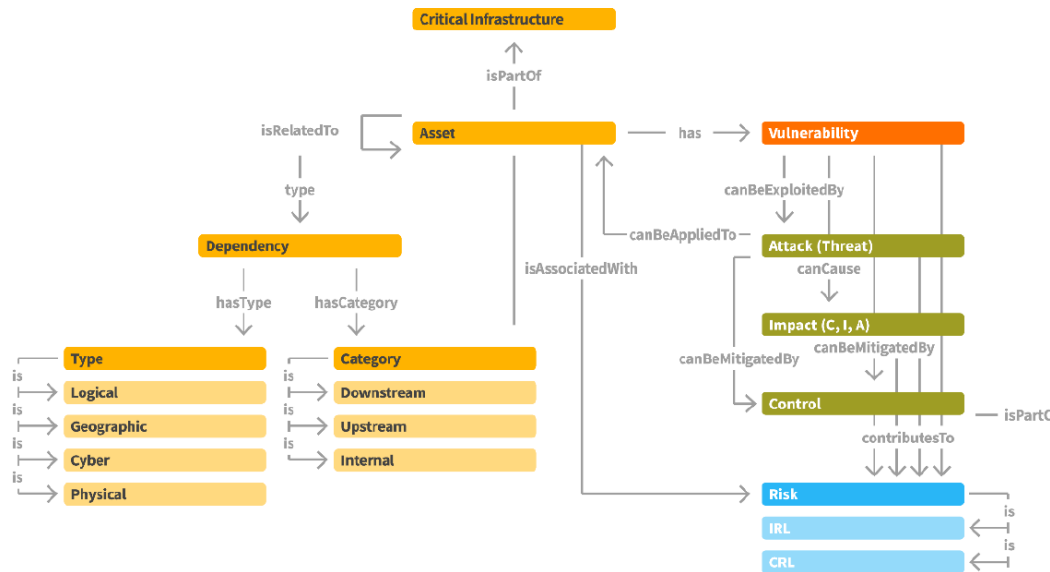 Critical Infrastructure
isPartOf
isRelatedTo
Asset
has
Vulnerability
type
canBeExploitedBy
canBeAppliedTo
Dependency
Attack (Threat)
isAssociatedWith
canCause
hasType
hasCategory
Impact (C, I, A)
canBeMitigatedBy
canBeMitigatedBy
Type
Category
is
is
Logical
Downstream
Control
isPartO
is
is
Geographic
Upstream
contributesTo
is
is
Cyber
Internal
is
Physical
Risk
is
IRL
is
CRL